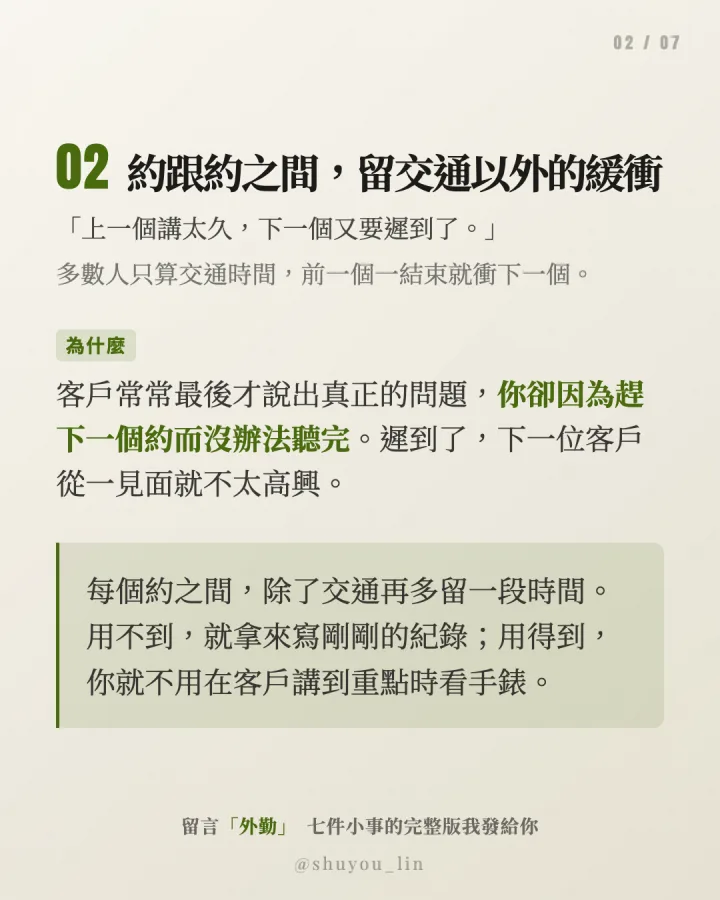 02 / 07
02 約跟約之間，留交通以外的緩衝
「上一個講太久，下一個又要遲到了。」
多數人只算交通時間，前一個一結束就衝下一個。
為什麼
客戶常常最後才說出真正的問題，你卻因為趕
下一個約而沒辦法聽完。遲到了，下一位客戶
從一見面就不太高興。
每個約之間，除了交通再多留一段時間。
用不到，就拿來寫剛剛的紀錄；用得到，
你就不用在客戶講到重點時看手錶。
留言「外勤」 七件小事的完整版我發給你
@shuyou_lin